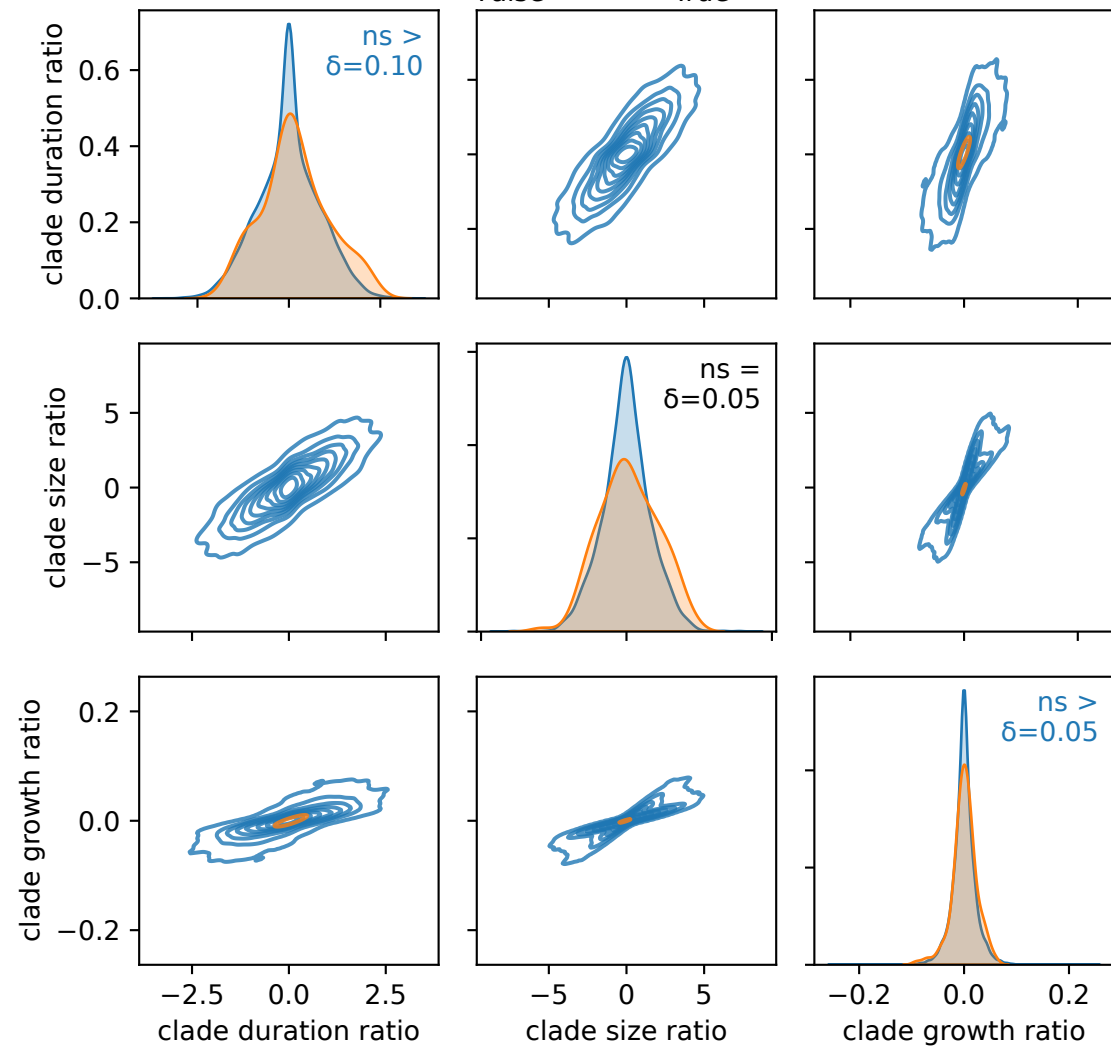 clade duration ratio
0.6
0.4
0.2
0.0
ns >
δ=0.10
clade size ratio
5
0
−5
ns =
δ=0.05
clade growth ratio
0.2
0.0
−0.2
ns >
δ=0.05
−2.5 0.0 2.5
−5 0 5
−0.2 0.0 0.2
clade duration ratio
clade size ratio
clade growth ratio